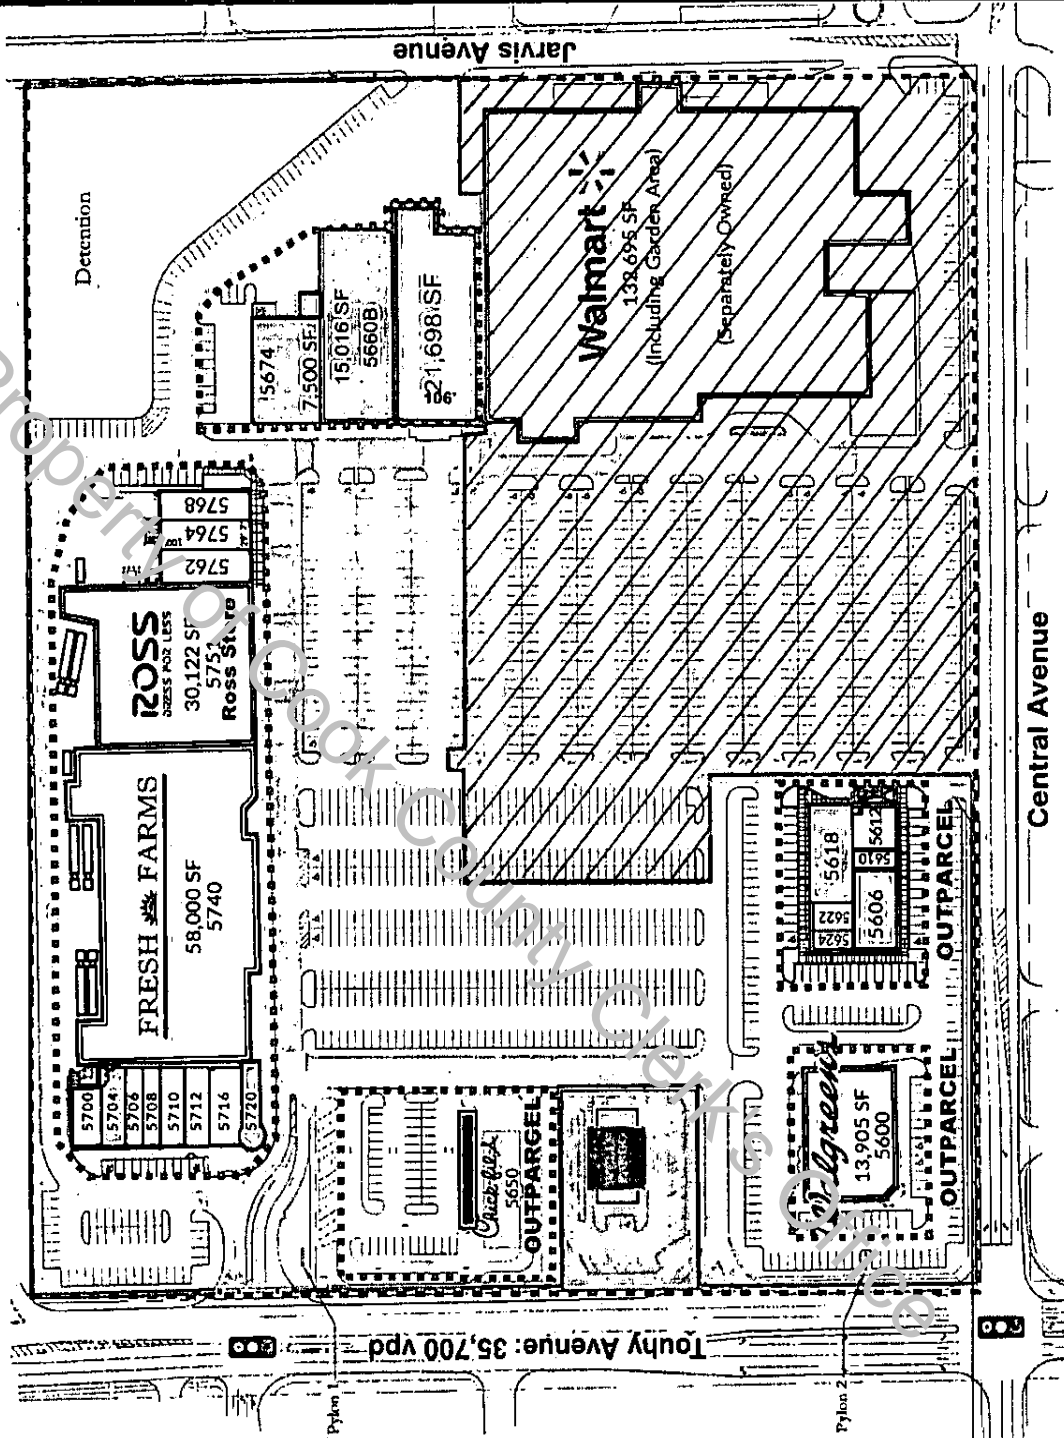 Jarvis Avenue
Detention
5674
7,500 SF
15,016 SF
5660B
21,698 SF
106'
Walmart
(Including Garden Area)
(Separately Owned)
5768
5764
5762
100'
ROSS
DRESS FOR LESS
30,122 SF
5751
Ross Store
FRESH FARMS
58,000 SF
5740
5700
5704
5706
5708
5710
5712
5716
5720
Chick-fil-A
5650
OUTPARCEL
5618
5622
5624
5612
5610
5606
OUTPARCEL
Walgreens
13,905 SF
5600
OUTPARCEL
Central Avenue
Touhy Avenue: 35,700 vpd
Pylon 1
Pylon 2
Property of Cook County Clerk's Office